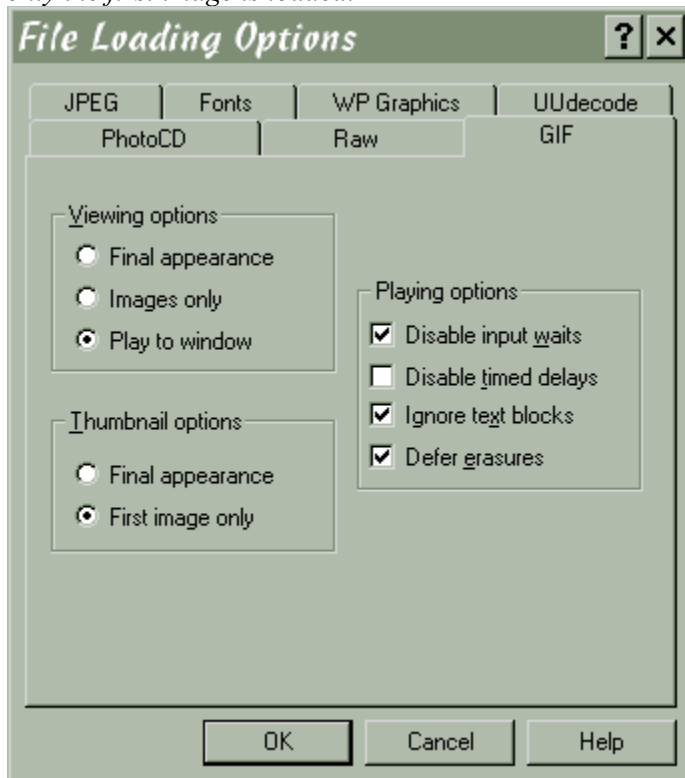 only the first image is loaded.
File Loading Options
JPEG Fonts WP Graphics UUdecode
PhotoCD Raw GIF
Viewing options
Final appearance
Images only
Play to window
Playing options
Disable input waits
Disable timed delays
Ignore text blocks
Defer erasures
Thumbnail options
Final appearance
First image only
OK Cancel Help